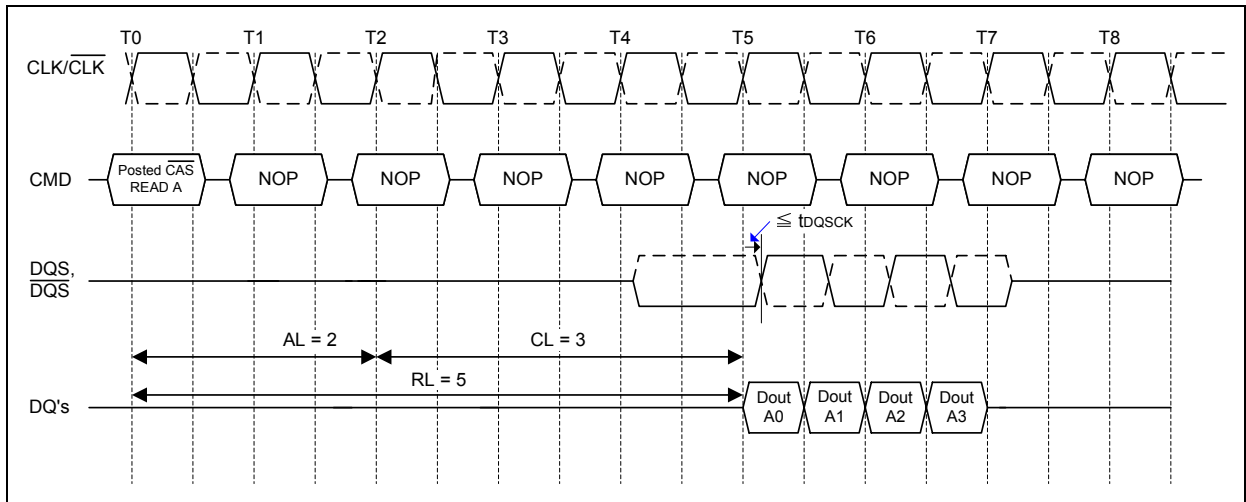 T0 T1 T2 T3 T4 T5 T6 T7 T8
CLK/CLK
CMD
Posted CAS
READ A
NOP NOP NOP NOP NOP NOP NOP NOP
≦ tDQSCK
DQS,
DQS
AL = 2 CL = 3
RL = 5
DQ's
Dout Dout Dout Dout
A0 A1 A2 A3